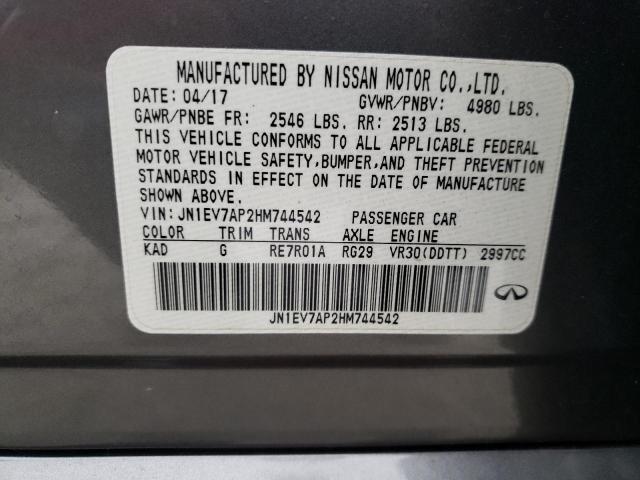 MANUFACTURED BY NISSAN MOTOR CO.,LTD.
DATE: 04/17 GVWR/PNBV: 4980 LBS.
GAWR/PNBE FR: 2546 LBS. RR: 2513 LBS.
THIS VEHICLE CONFORMS TO ALL APPLICABLE FEDERAL
MOTOR VEHICLE SAFETY,BUMPER,AND THEFT PREVENTION
STANDARDS IN EFFECT ON THE DATE OF MANUFACTURE
SHOWN ABOVE.
VIN: JN1EV7AP2HM744542 PASSENGER CAR
COLOR TRIM TRANS AXLE ENGINE
KAD G RE7R01A RG29 VR30(DDTT) 2997CC
JN1EV7AP2HM744542